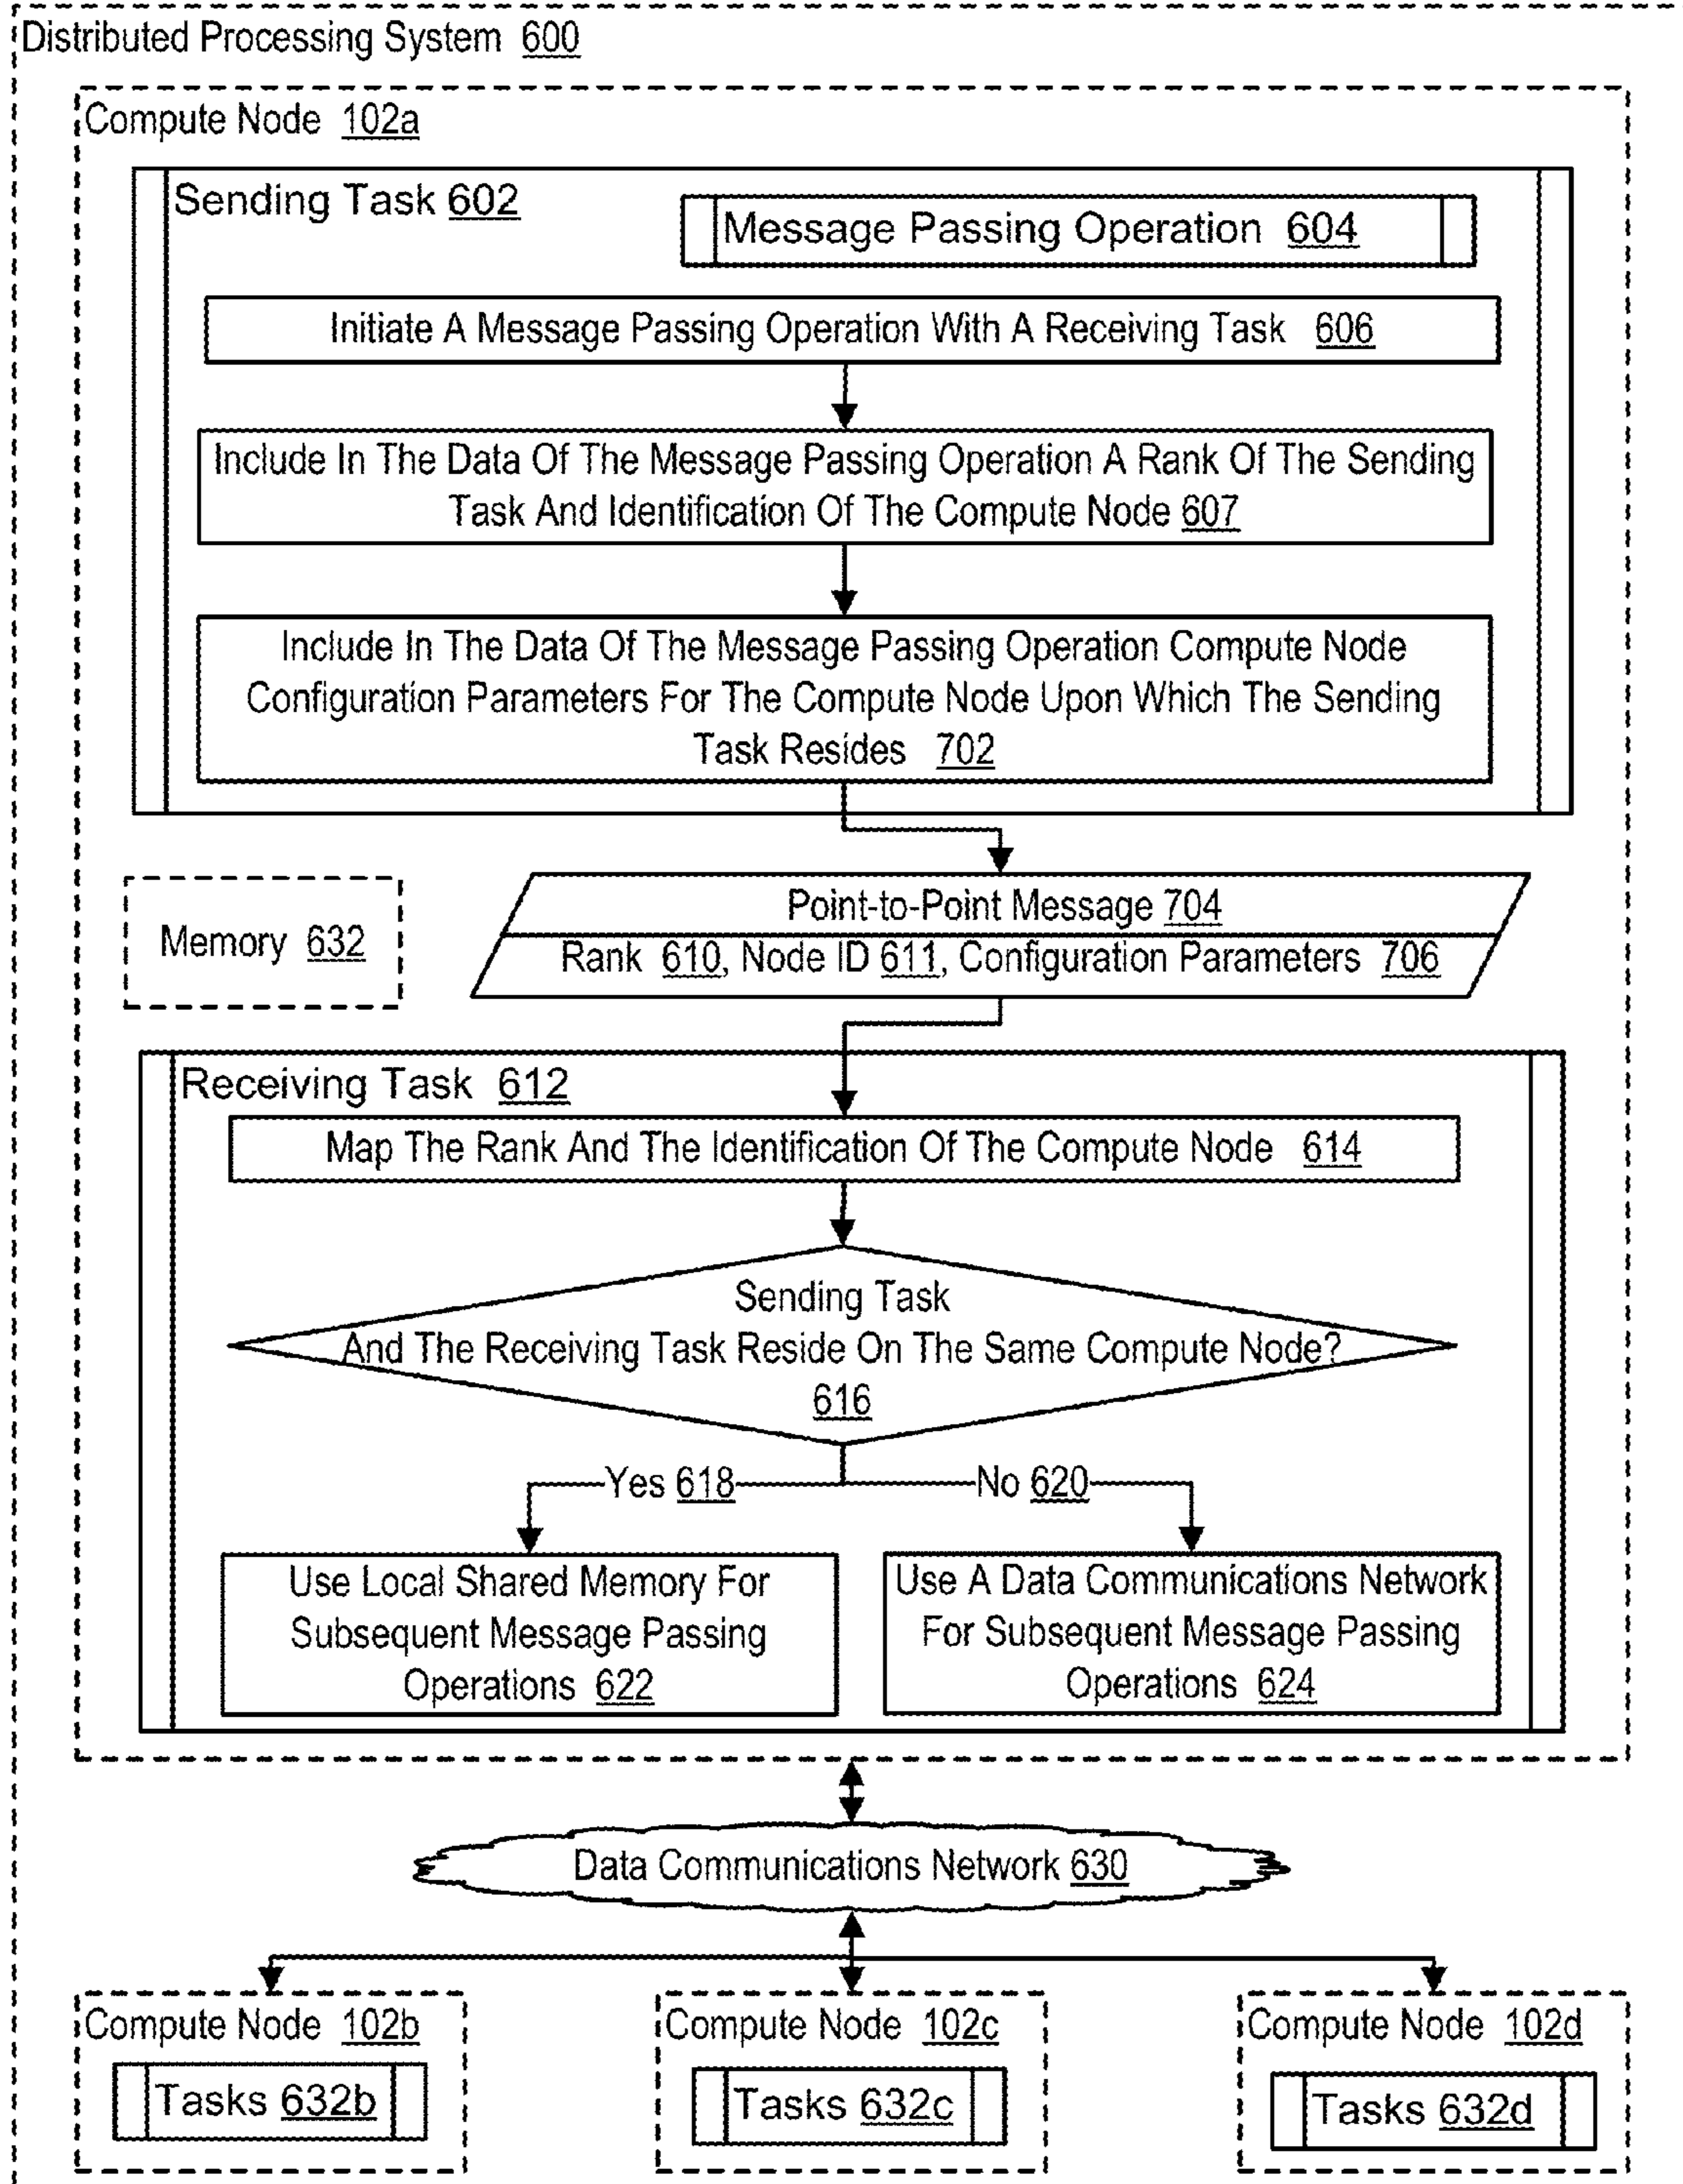 Distributed Processing System 600
Compute Node 102a
Sending Task 602
Message Passing Operation 604
Initiate A Message Passing Operation With A Receiving Task 606
Include In The Data Of The Message Passing Operation A Rank Of The Sending
Task And Identification Of The Compute Node 607
Include In The Data Of The Message Passing Operation Compute Node
Configuration Parameters For The Compute Node Upon Which The Sending
Task Resides 702
Point-to-Point Message 704
Memory 632
Rank 610, Node ID 611, Configuration Parameters 706
Receiving Task 612
Map The Rank And The Identification Of The Compute Node 614
Sending Task
And The Receiving Task Reside On The Same Compute Node?
616
Yes 618
No 620
Use Local Shared Memory For
Subsequent Message Passing
Operations 622
Use A Data Communications Network
For Subsequent Message Passing
Operations 624
Data Communications Network 630
Compute Node 102b
Tasks 632b
Compute Node 102c
Tasks 632c
Compute Node 102d
Tasks 632d